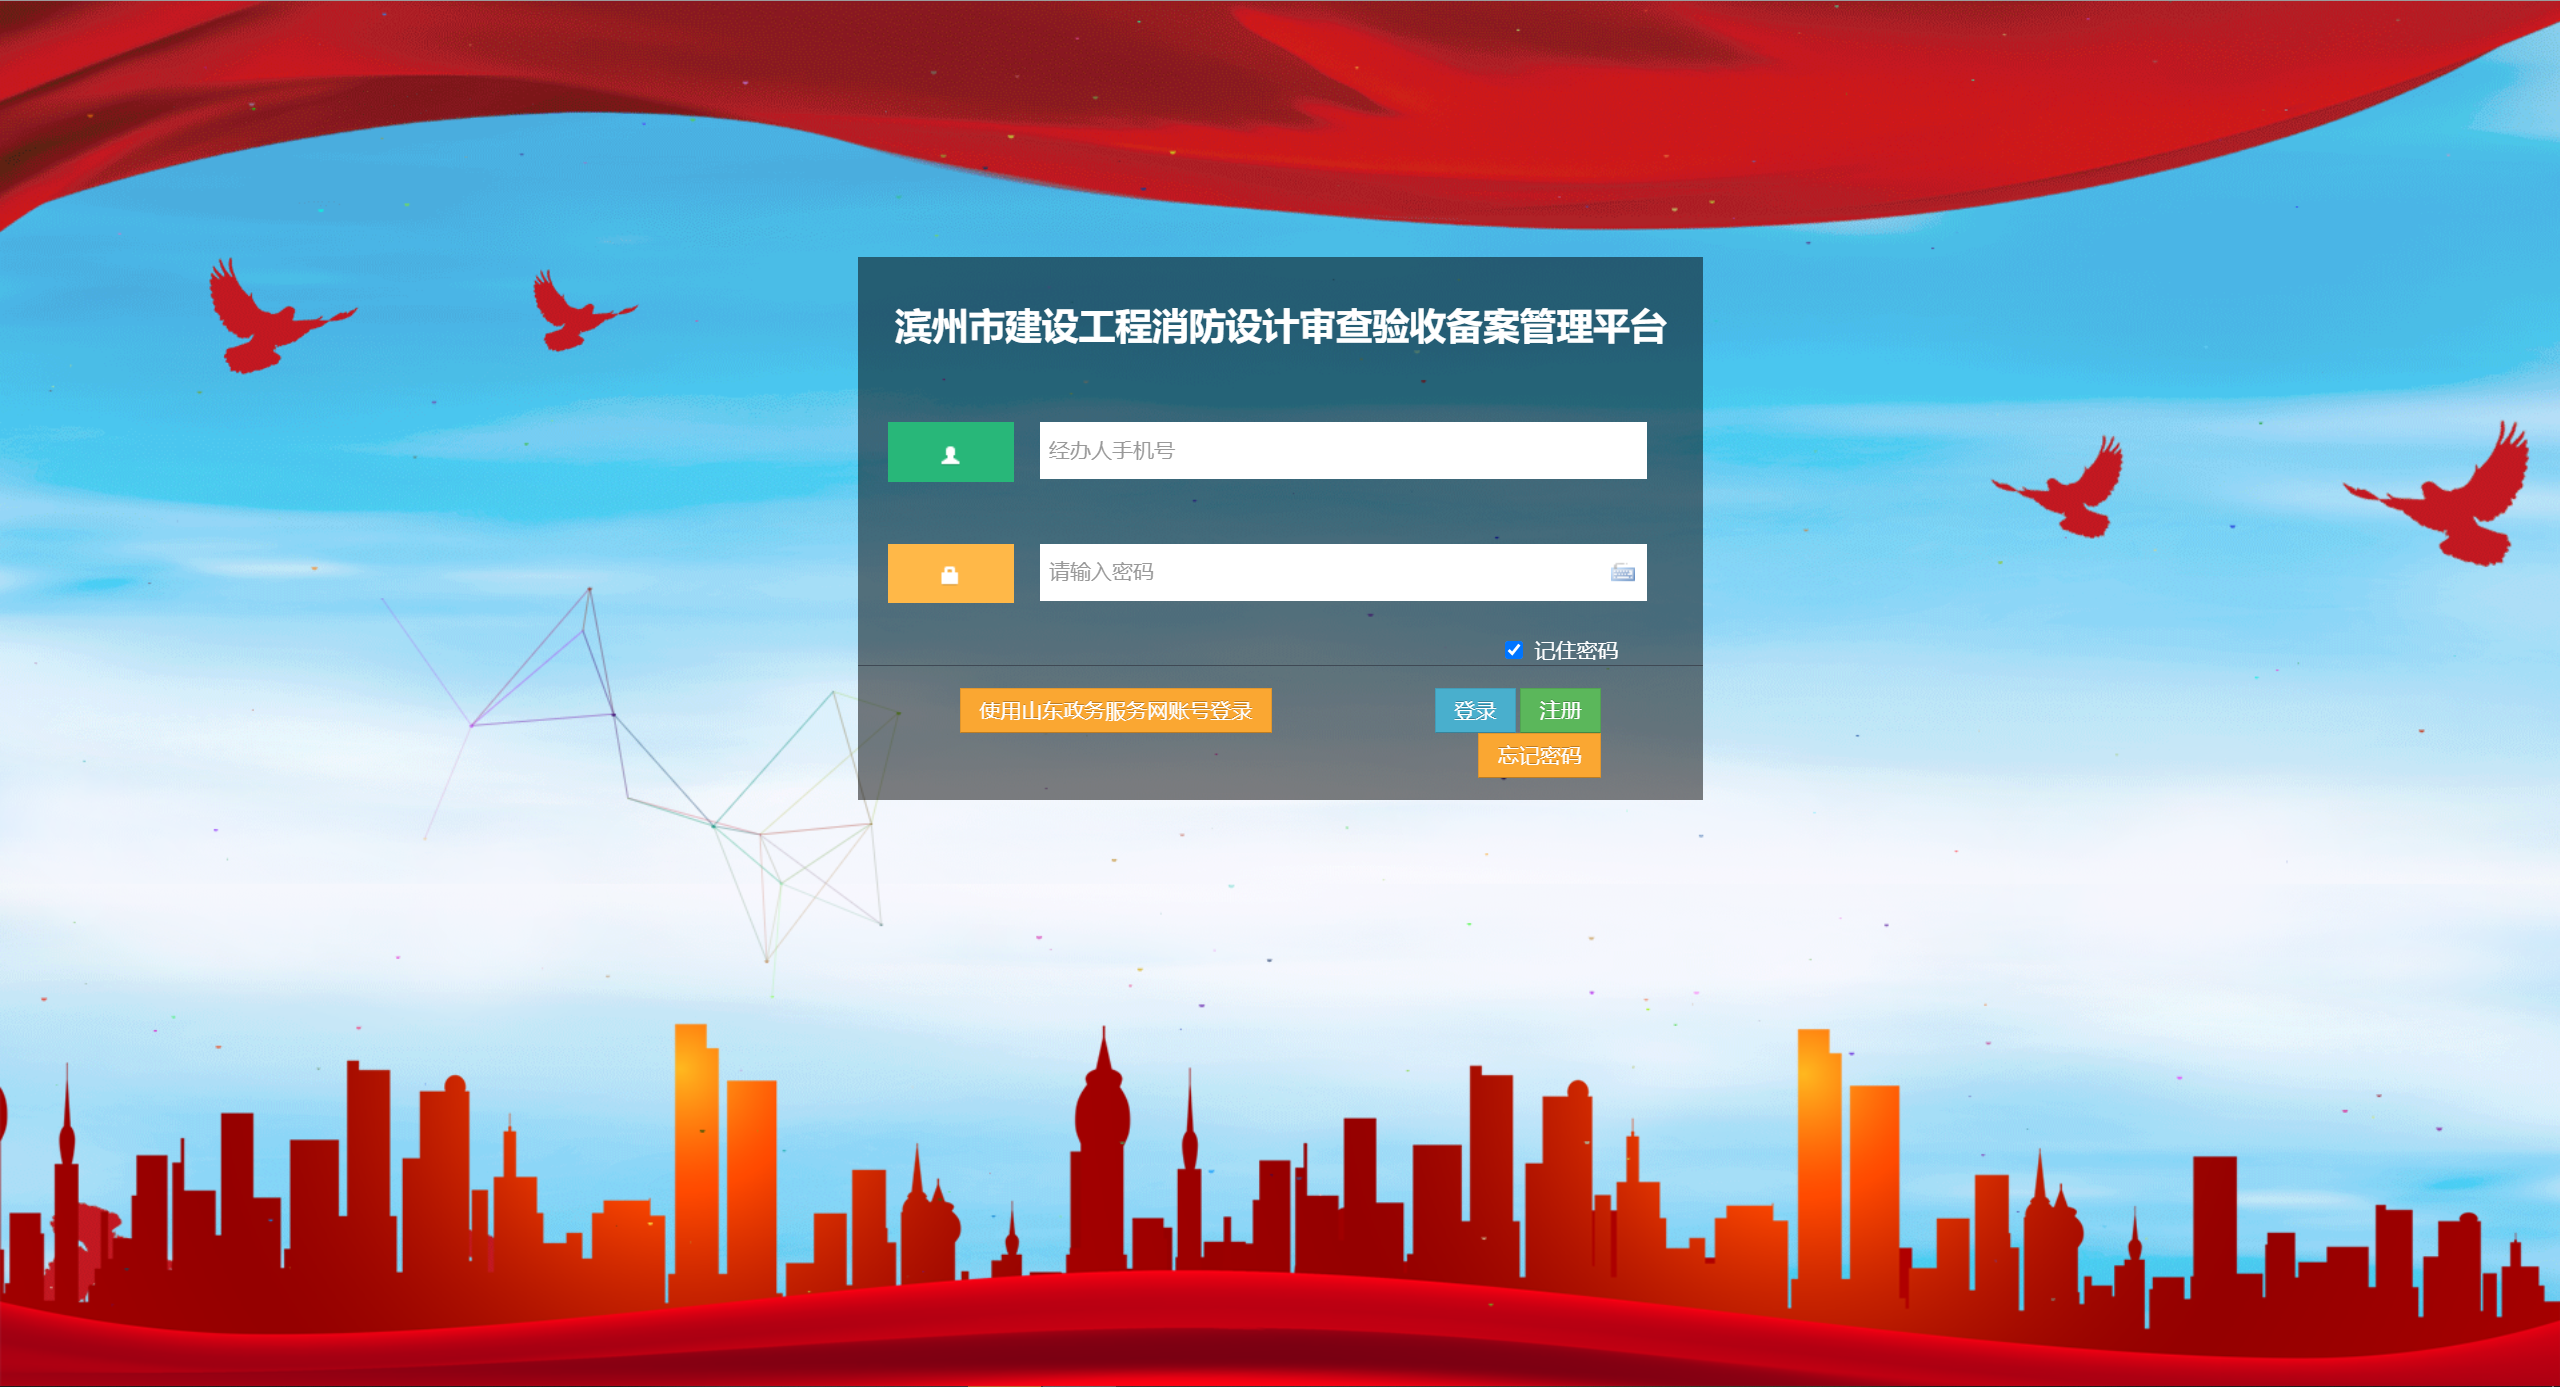 滨州市建设工程消防设计审查验收备案管理平台
经办人手机号
请输入密码
记住密码
使用山东政务服务网账号登录
登录 注册
忘记密码